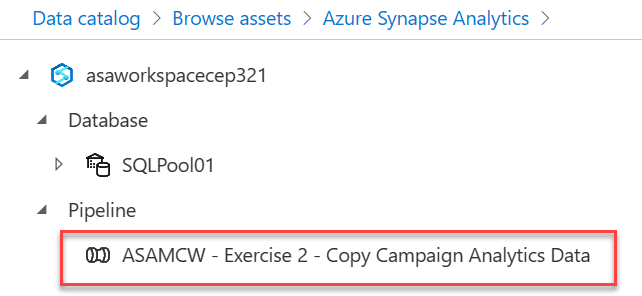 Data catalog > Browse assets > Azure Synapse Analytics >
asaworkspacecep321
Database
SQLPool01
Pipeline
ASAMCW - Exercise 2 - Copy Campaign Analytics Data